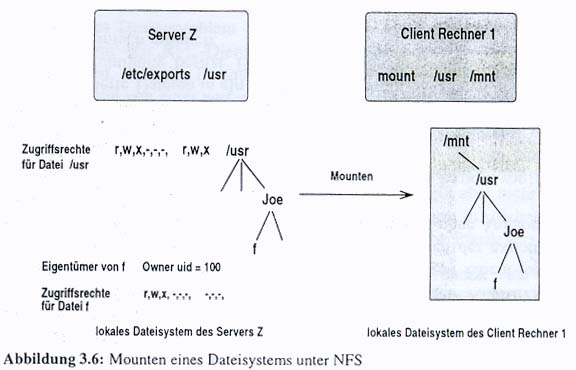 Server Z
/etc/exports /usr
Client Rechner 1
mount /usr /mnt
Zugriffsrechte r,w,x,-,-,-, r,w,x /usr
für Datei /usr
Joe
f
Mounten
/mnt
/usr
Joe
f
Eigentümer von f Owner uid = 100
Zugriffsrechte r,w,x, -,-,-, -,-,-,
für Datei f
lokales Dateisystem des Servers Z
lokales Dateisystem des Client Rechner 1
Abbildung 3.6: Mounten eines Dateisystems unter NFS